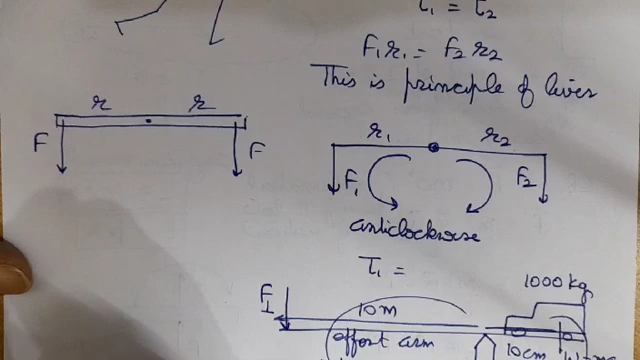 τ₁ = τ₂
F₁r₁ = F₂r₂
This is principle of liver
r r
F F
r₁ r₂
F₁ F₂
anticlockwise
τ₁ =
1000 kg
F⊥
10m
effort arm
10cm